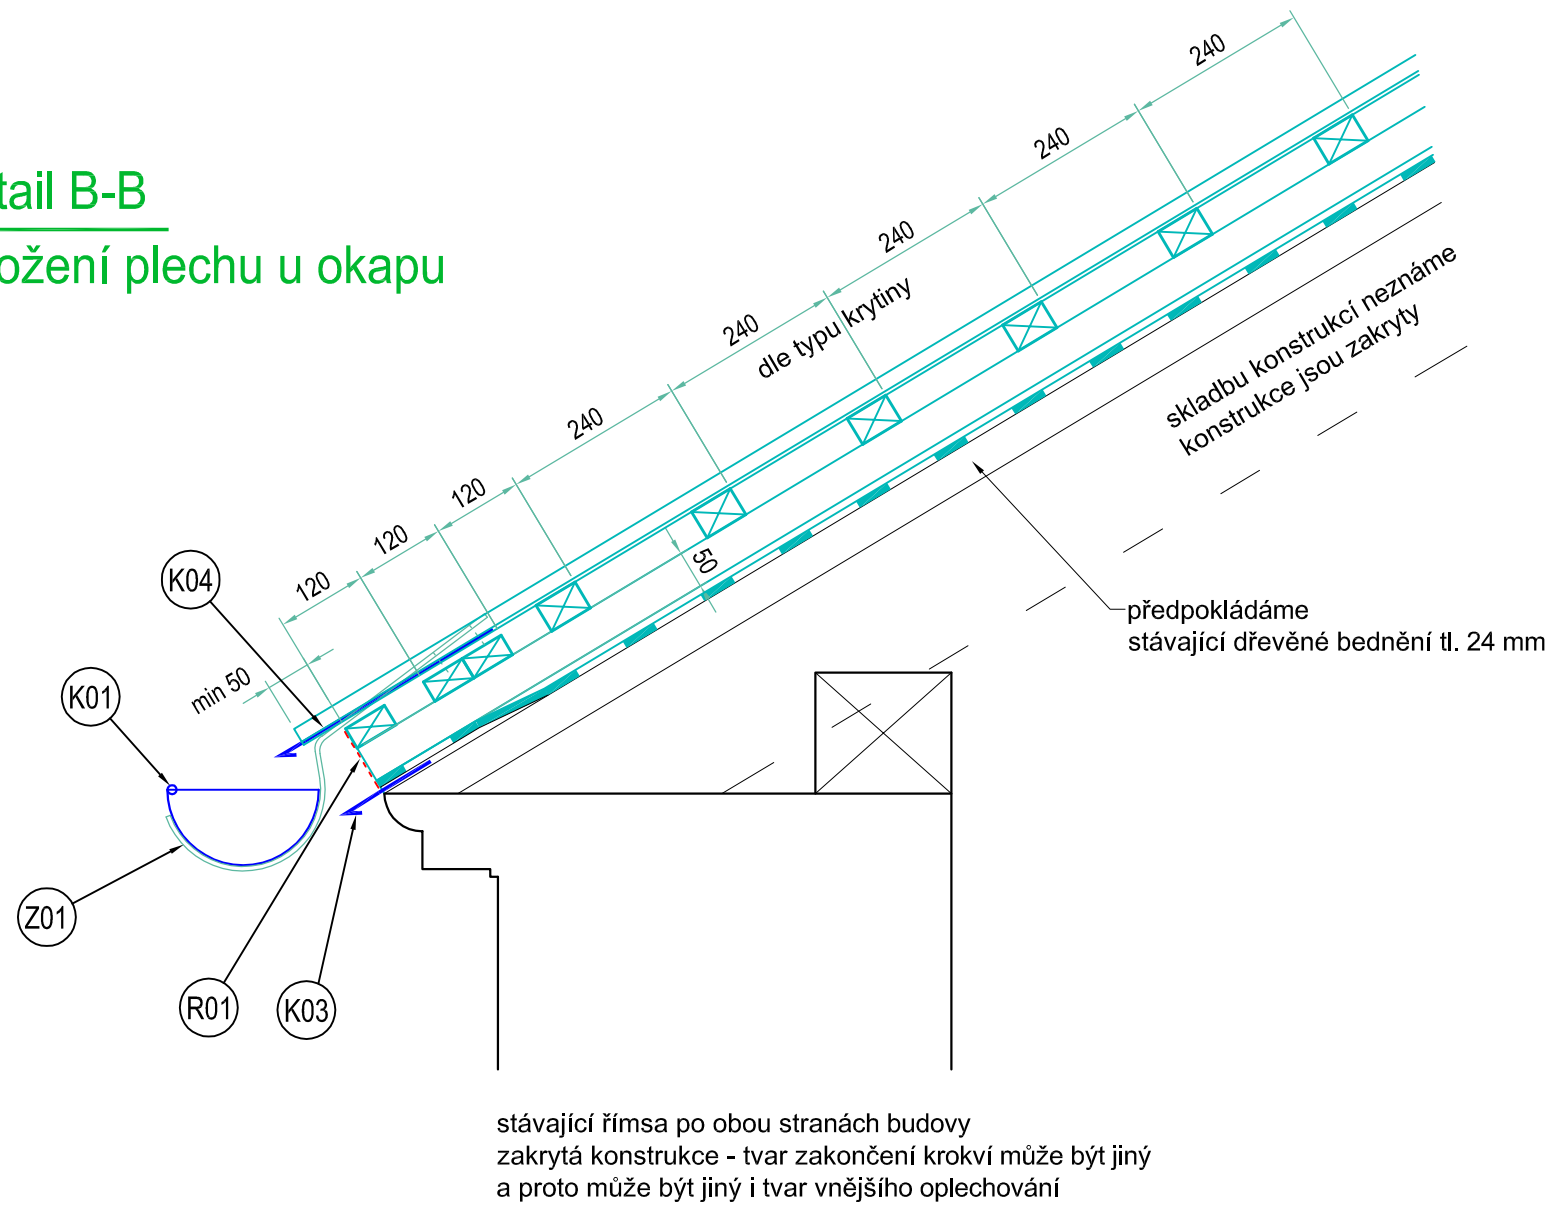 tail B-B
ožení plechu u okapu
240
240
240
240
240
120
120
120
min 50
50
dle typu krytiny
skladbu konstrukcí neznáme
konstrukce jsou zakryty
předpokládáme
stávající dřevěné bednění tl. 24 mm
K04
K01
Z01
R01
K03
stávající římsa po obou stranách budovy
zakrytá konstrukce - tvar zakončení krokví může být jiný
a proto může být jiný i tvar vnějšího oplechování